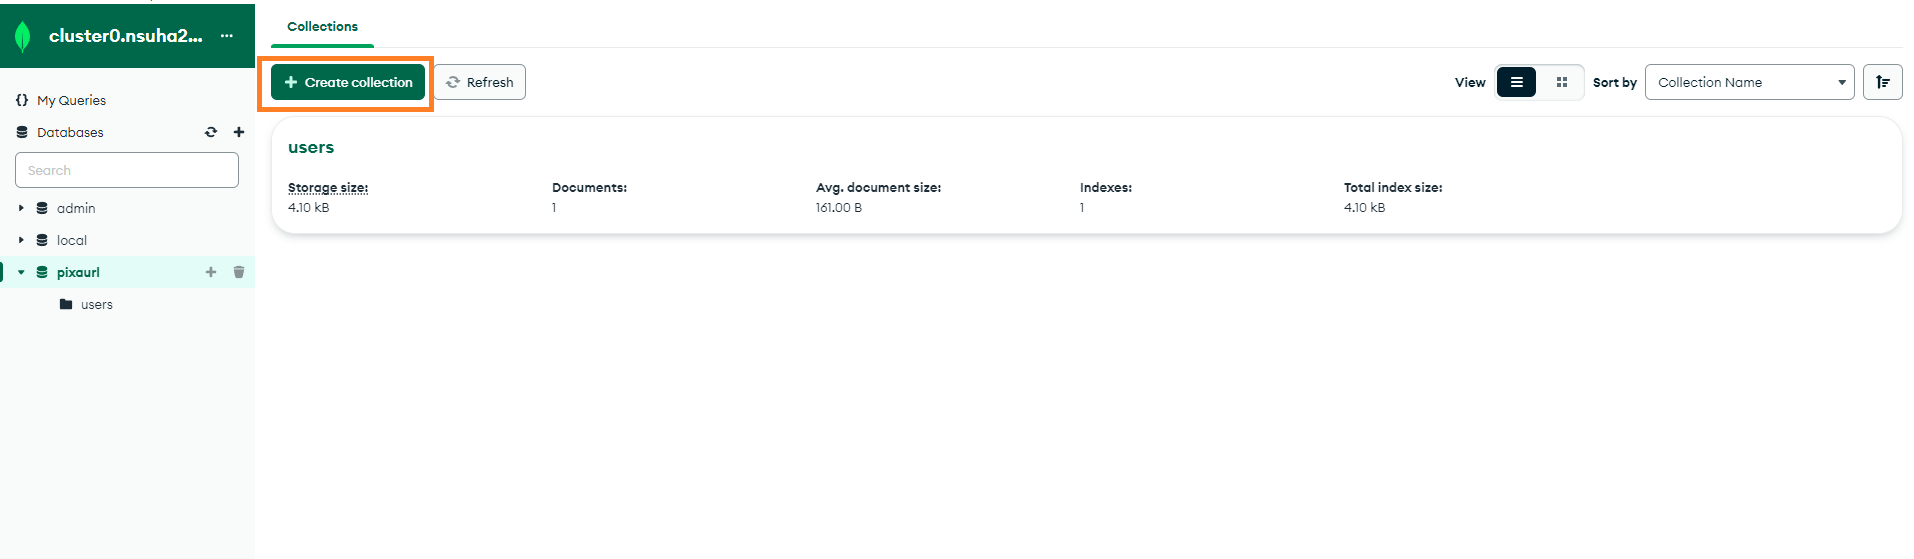 cluster0.nsuha2... ...
{} My Queries
Databases
Search
admin
local
pixaurl
users
Collections
Create collection
Refresh
View
Sort by
Collection Name
users
Storage size:
4.10 kB
Documents:
1
Avg. document size:
161.00 B
Indexes:
1
Total index size:
4.10 kB